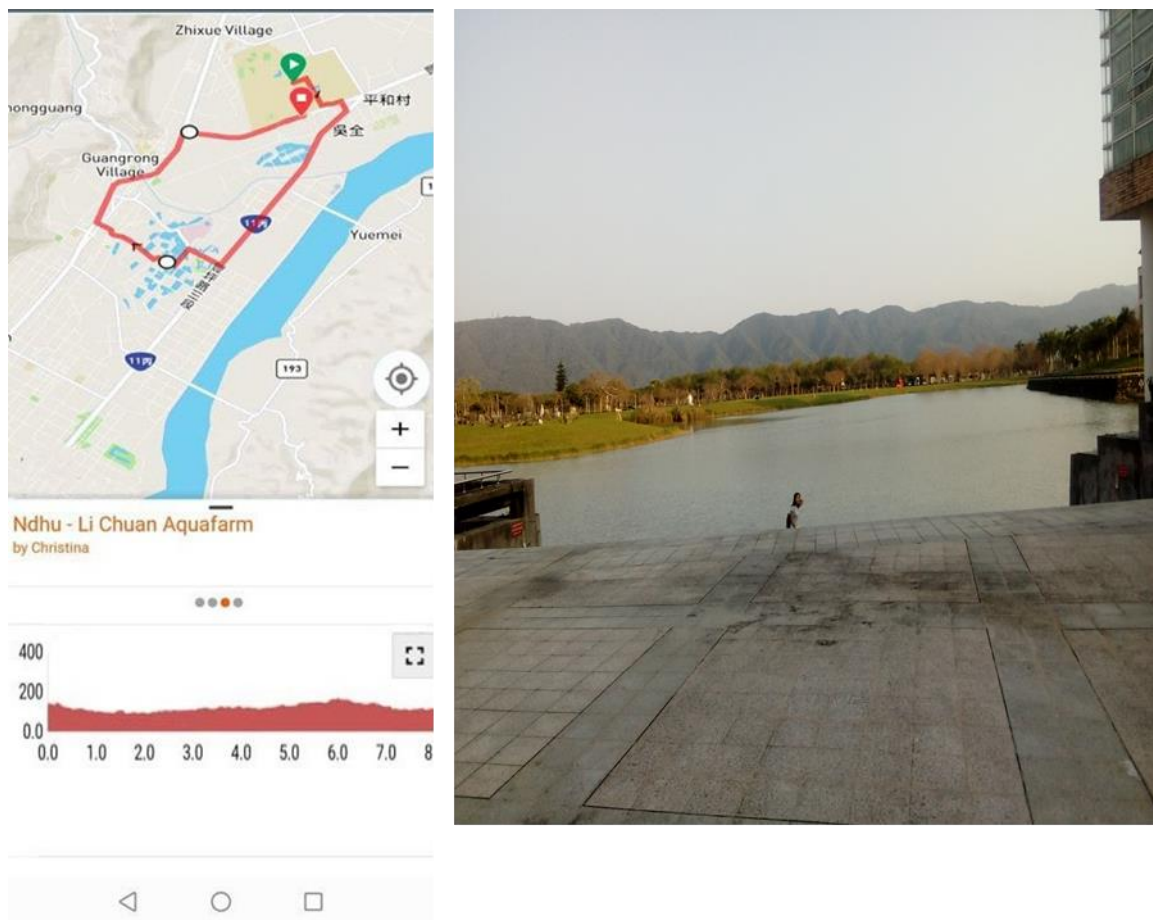 Zhixue Village
hongguang
平和村
吳全
Guangrong
Village
11丙
1
Yuemei
11丙
193
+
−
Ndhu - Li Chuan Aquafarm
by Christina
400
200
0.0
0.0 1.0 2.0 3.0 4.0 5.0 6.0 7.0 8